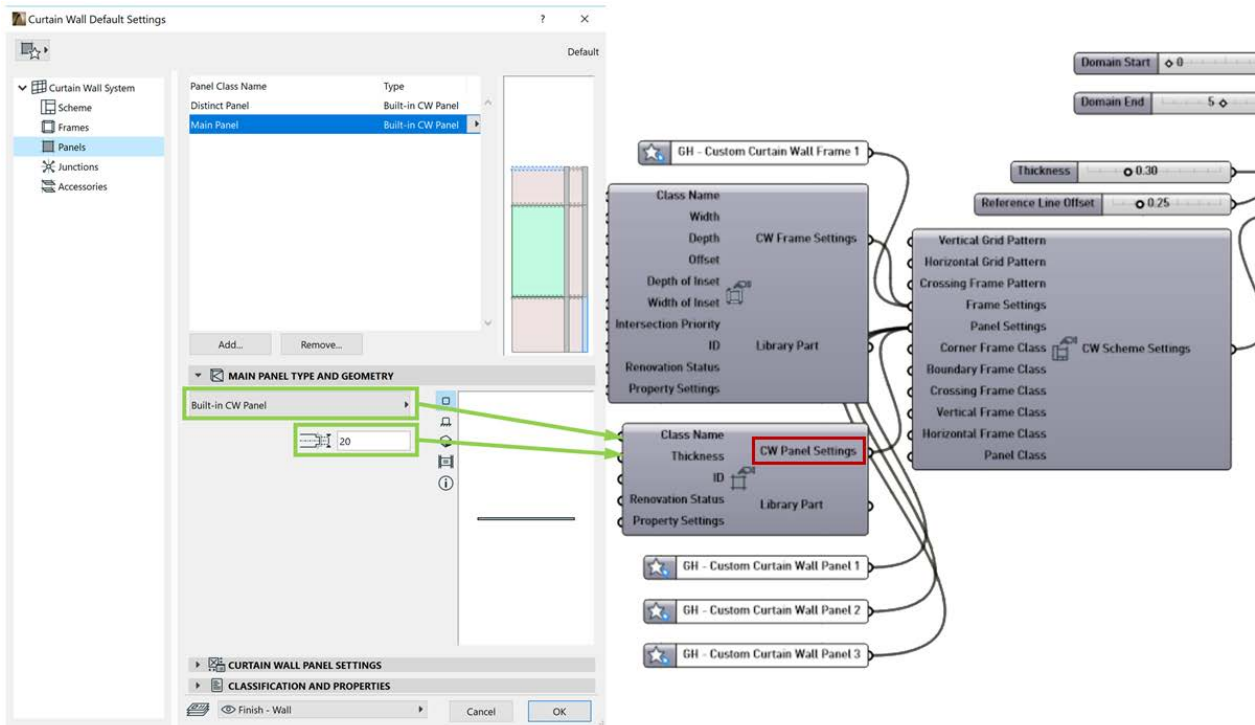 Curtain Wall Default Settings
?
×
Default
Curtain Wall System
Scheme
Frames
Panels
Junctions
Accessories
Panel Class Name Type
Distinct Panel Built-in CW Panel
Main Panel Built-in CW Panel
Add... Remove...
MAIN PANEL TYPE AND GEOMETRY
Built-in CW Panel
20
CURTAIN WALL PANEL SETTINGS
CLASSIFICATION AND PROPERTIES
Finish - Wall
Cancel OK
Domain Start 0
Domain End 5
GH - Custom Curtain Wall Frame 1
Thickness 0.30
Reference Line Offset 0.25
Class Name
Width
Depth
Offset
Depth of Inset
Width of Inset
Intersection Priority
ID
Renovation Status
Property Settings
CW Frame Settings
Library Part
Vertical Grid Pattern
Horizontal Grid Pattern
Crossing Frame Pattern
Frame Settings
Panel Settings
Corner Frame Class
Boundary Frame Class
Crossing Frame Class
Vertical Frame Class
Horizontal Frame Class
Panel Class
CW Scheme Settings
Class Name
Thickness
ID
Renovation Status
Property Settings
CW Panel Settings
Library Part
GH - Custom Curtain Wall Panel 1
GH - Custom Curtain Wall Panel 2
GH - Custom Curtain Wall Panel 3